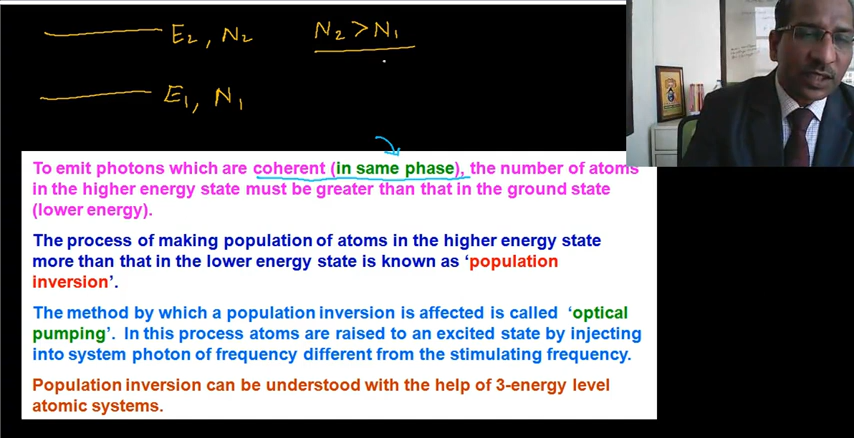 E2, N2 N2 > N1
E1, N1
To emit photons which are coherent (in same phase), the number of atoms
in the higher energy state must be greater than that in the ground state
(lower energy).
The process of making population of atoms in the higher energy state
more than that in the lower energy state is known as ‘population
inversion’.
The method by which a population inversion is affected is called ‘optical
pumping’. In this process atoms are raised to an excited state by injecting
into system photon of frequency different from the stimulating frequency.
Population inversion can be understood with the help of 3-energy level
atomic systems.